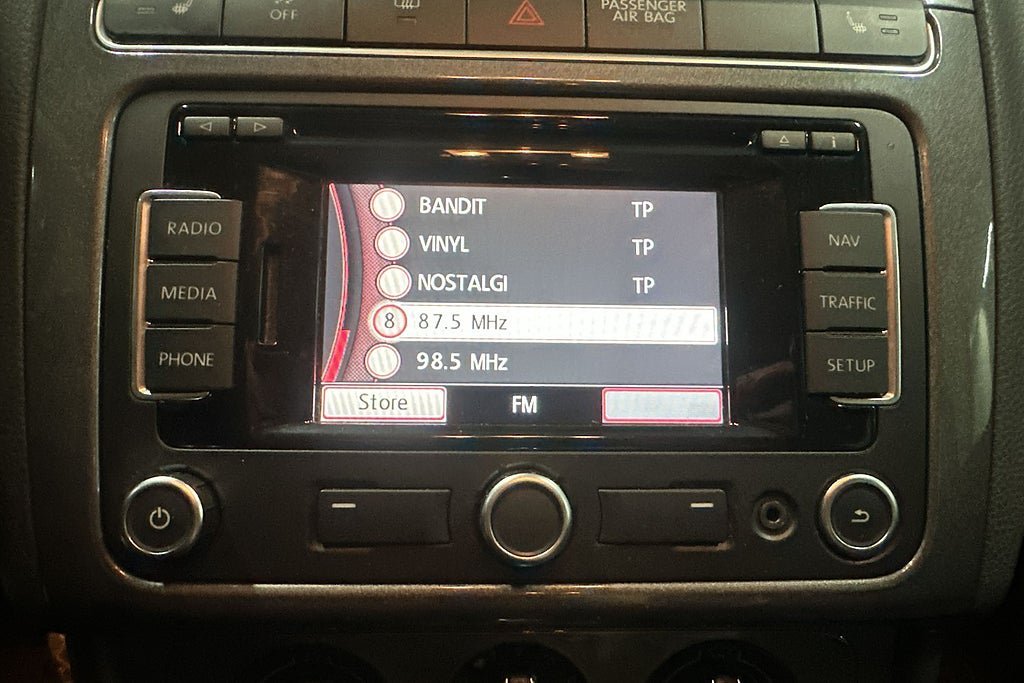 OFF
PASSENGER
AIR BAG
i
RADIO
MEDIA
PHONE
BANDIT TP
VINYL TP
NOSTALGI TP
8 87.5 MHz
98.5 MHz
Store FM
NAV
TRAFFIC
SETUP